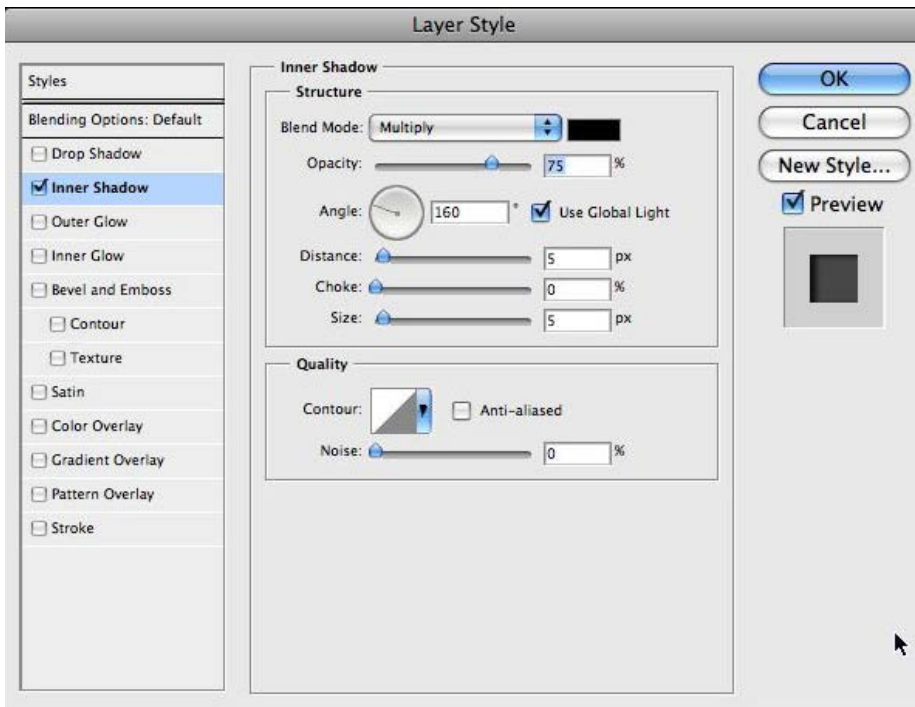 Layer Style
Styles
Blending Options: Default
Drop Shadow
Inner Shadow
Outer Glow
Inner Glow
Bevel and Emboss
Contour
Texture
Satin
Color Overlay
Gradient Overlay
Pattern Overlay
Stroke
Inner Shadow
Structure
Blend Mode: Multiply
Opacity: 75 %
Angle: 160 ° Use Global Light
Distance: 5 px
Choke: 0 %
Size: 5 px
Quality
Contour: Anti-aliased
Noise: 0 %
OK
Cancel
New Style...
Preview